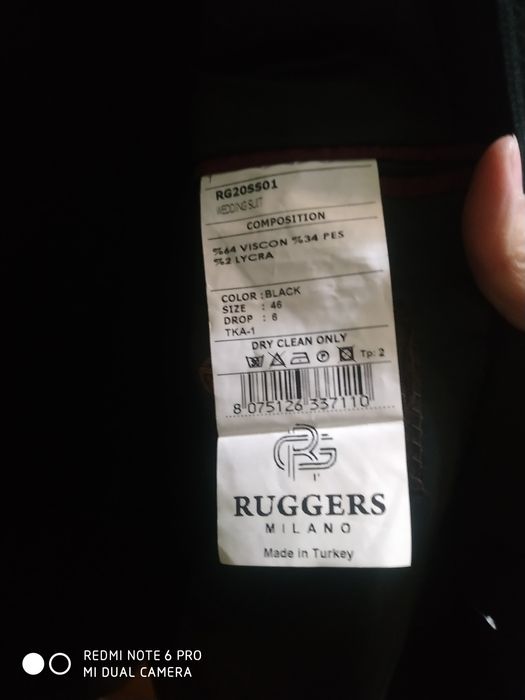 RG20SS01
WEDDING SUIT
COMPOSITION
%64 VISCON %34 PES
%2 LYCRA
COLOR : BLACK
SIZE : 46
DROP : 6
TKA-1
DRY CLEAN ONLY
P Tp: 2
8 075126 337110
RG
RUGGERS
MILANO
Made in Turkey
REDMI NOTE 6 PRO
MI DUAL CAMERA